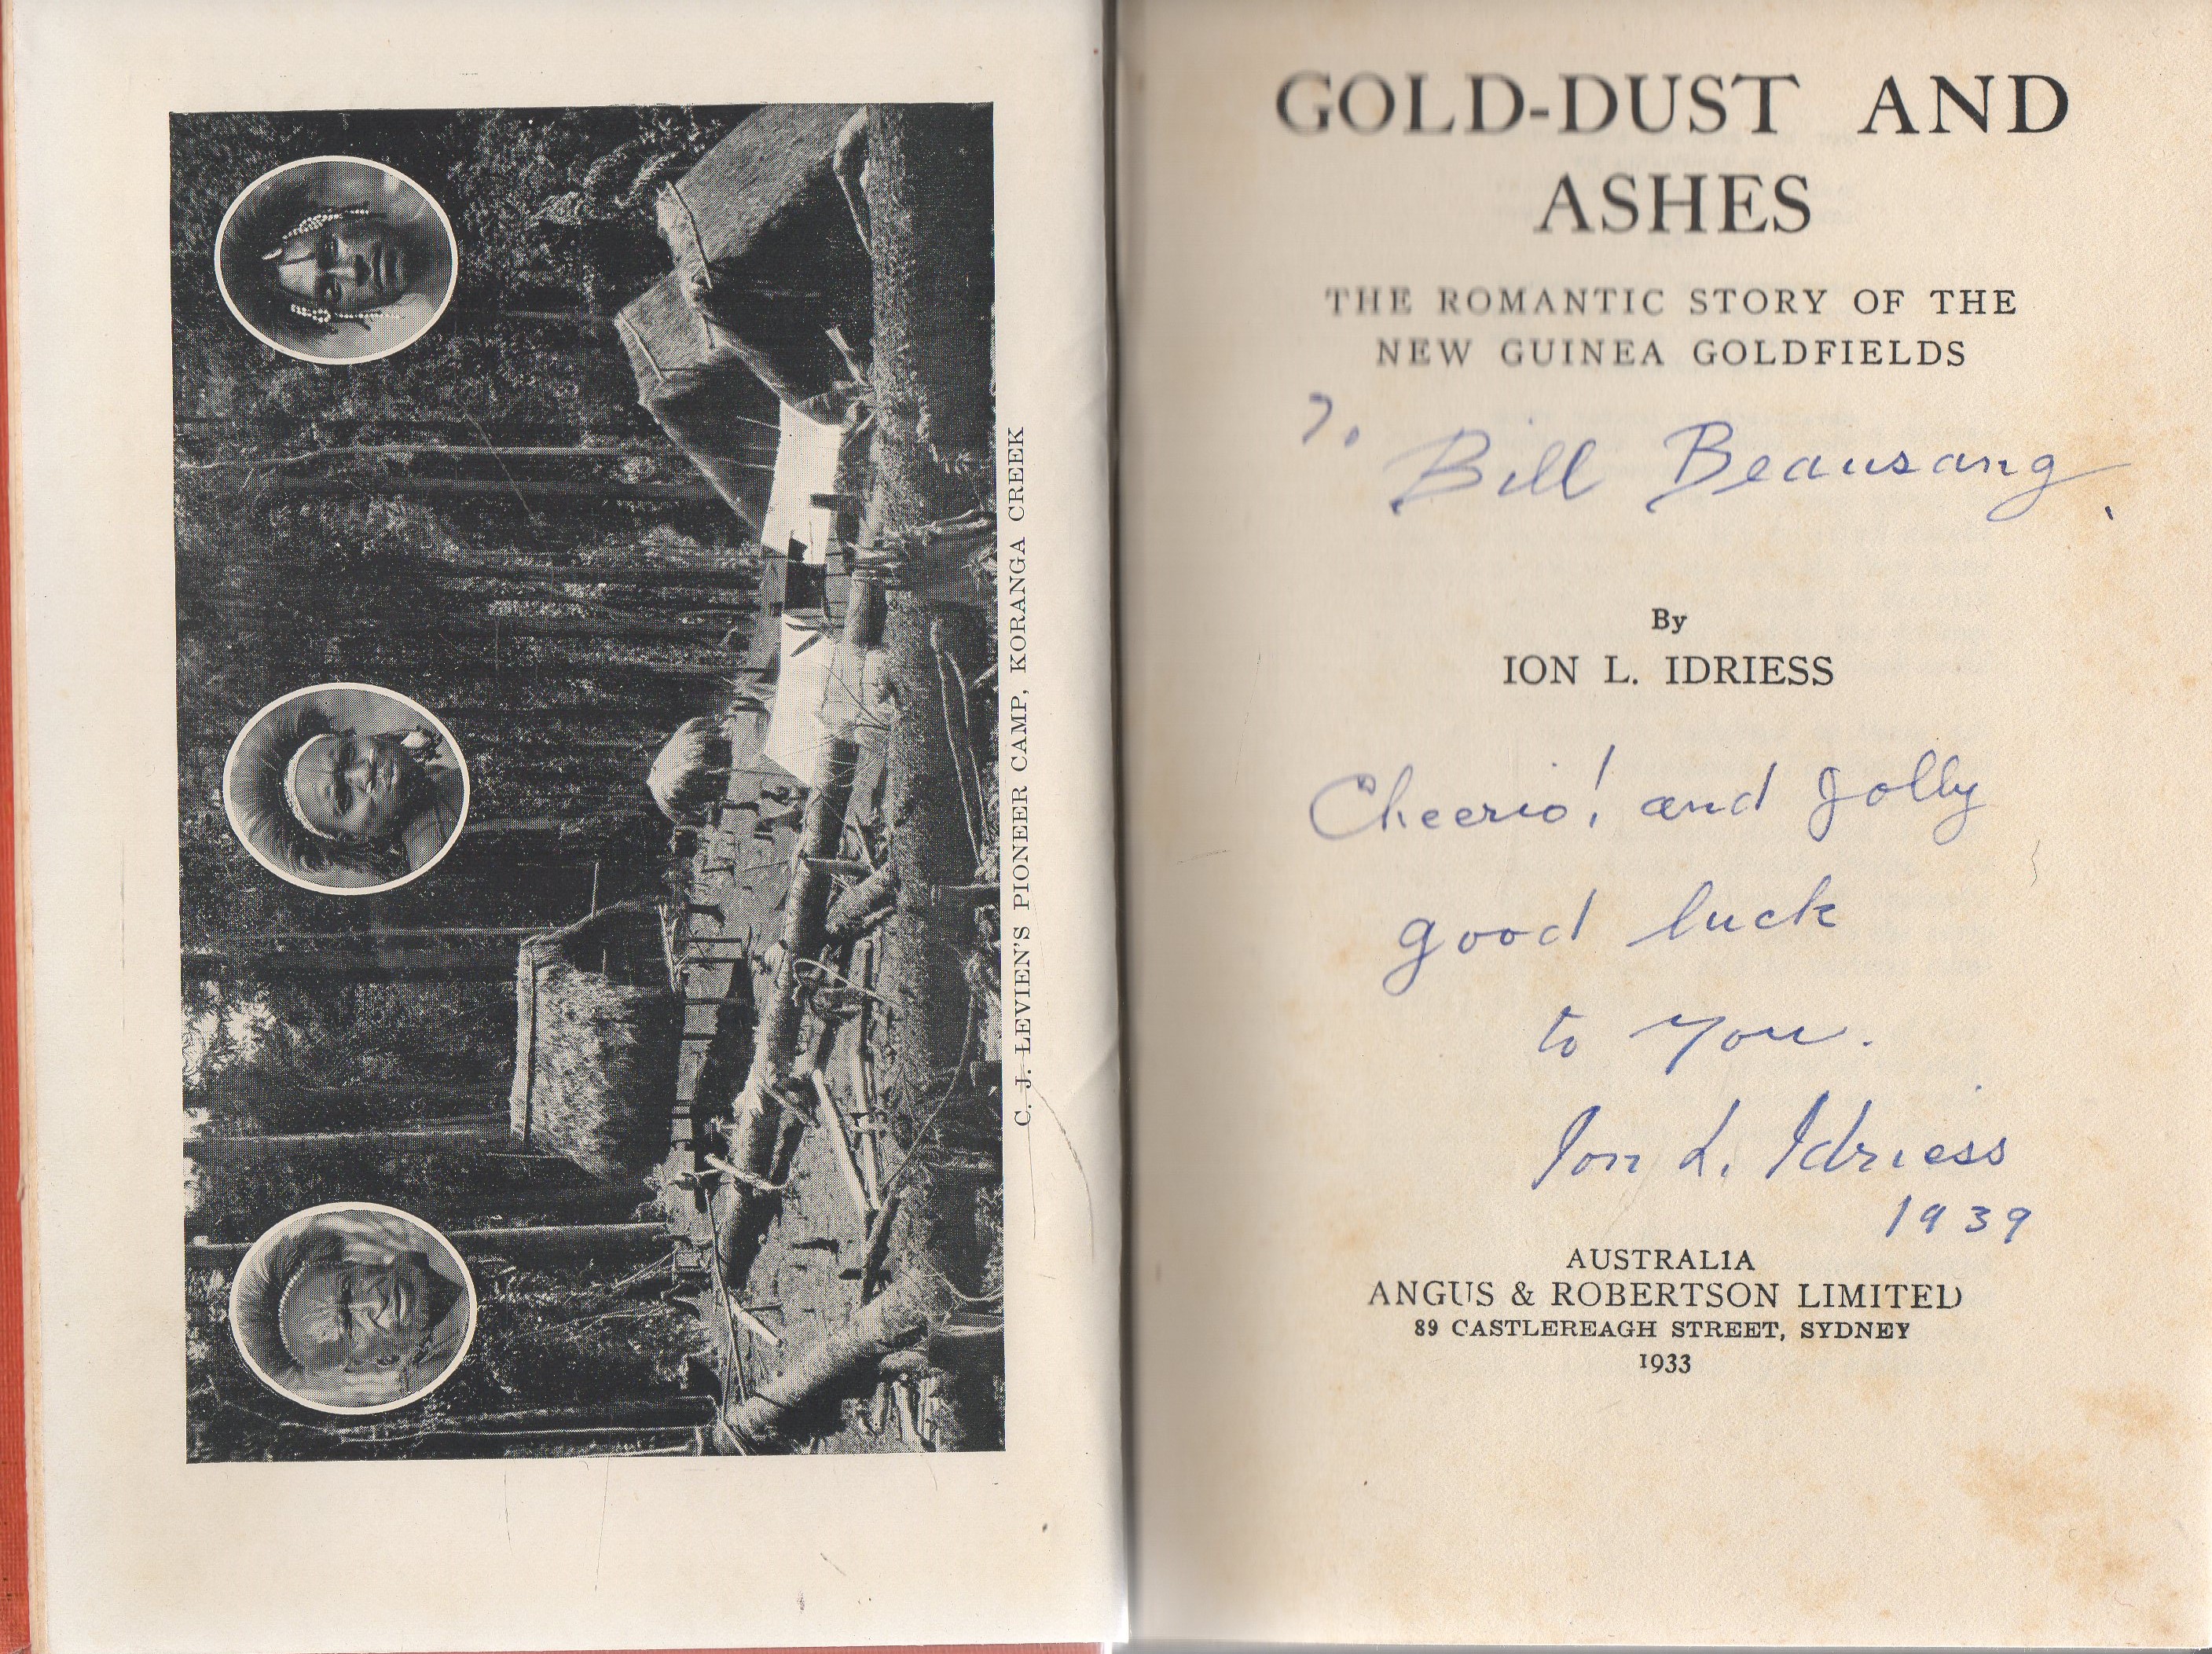 C. J. LEVIEN'S PIONEER CAMP, KORANGA CREEK
GOLD-DUST AND
ASHES
THE ROMANTIC STORY OF THE
NEW GUINEA GOLDFIELDS
To
Bill Beausang,
By
ION L. IDRIESS
Cheerio! and Jolly
good luck
to you.
Ion L. Idriess
1939
AUSTRALIA
ANGUS & ROBERTSON LIMITED
89 CASTLEREAGH STREET, SYDNEY
1933